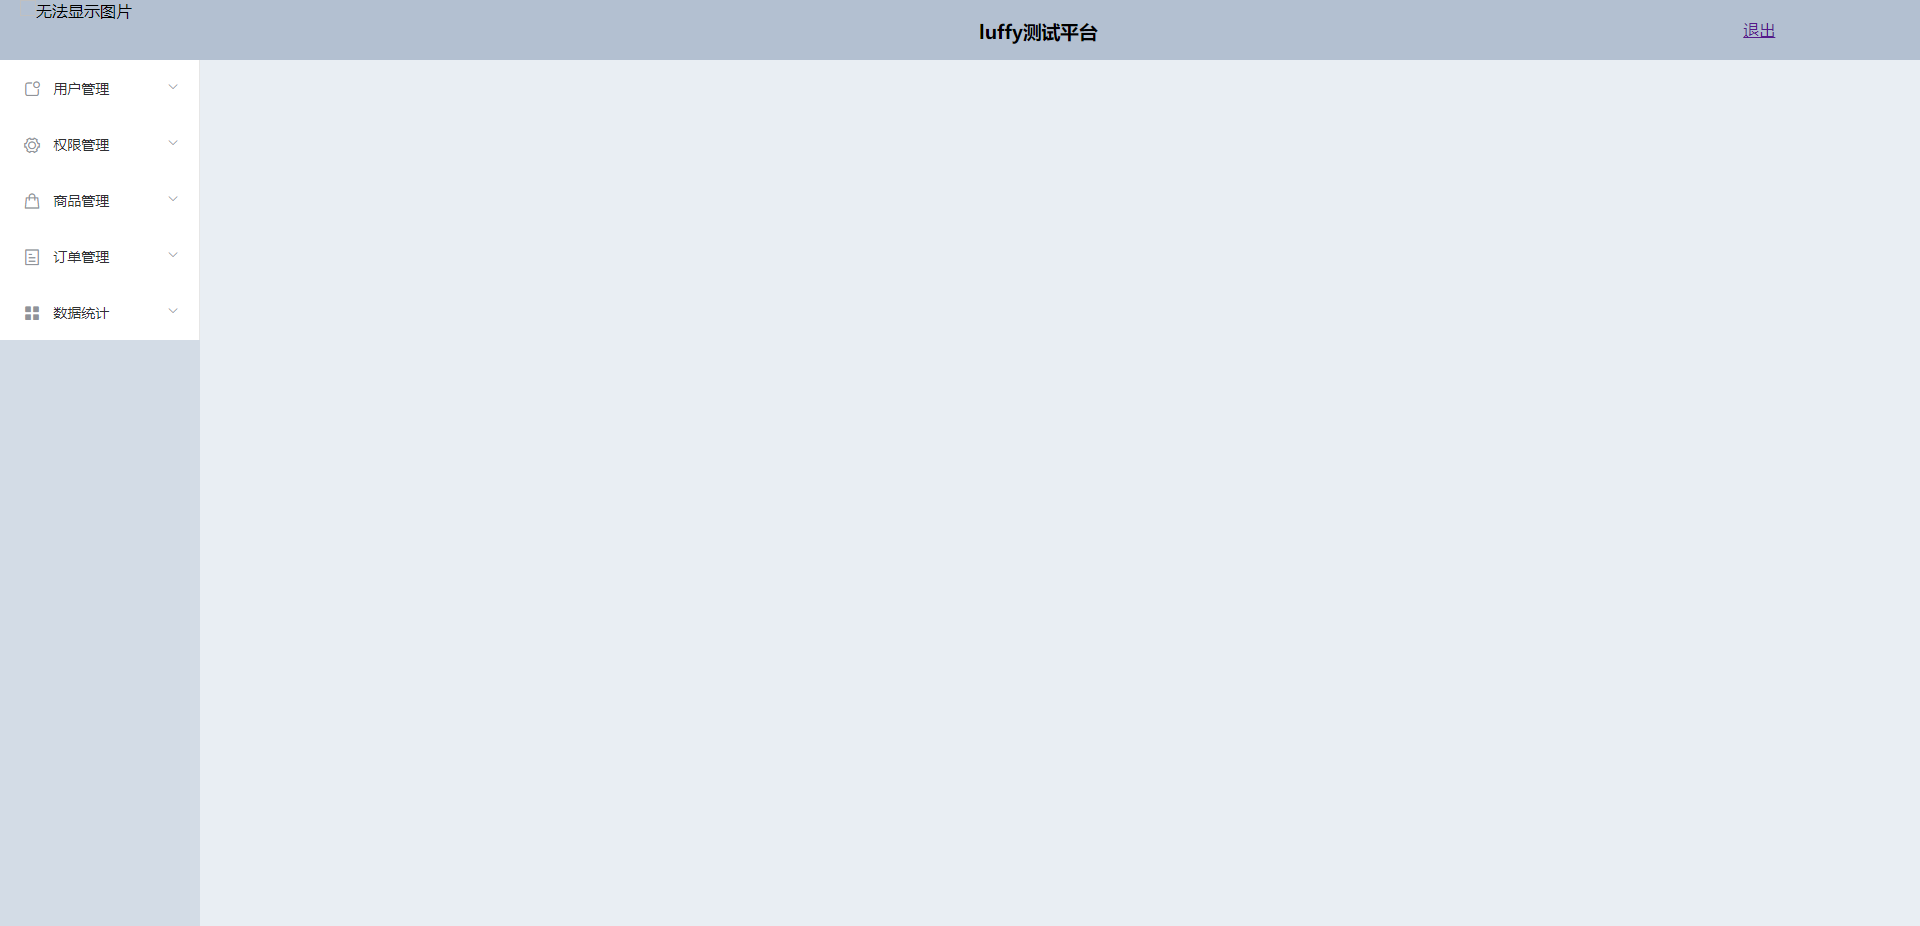 无法显示图片
luffy测试平台
退出
用户管理
权限管理
商品管理
订单管理
数据统计